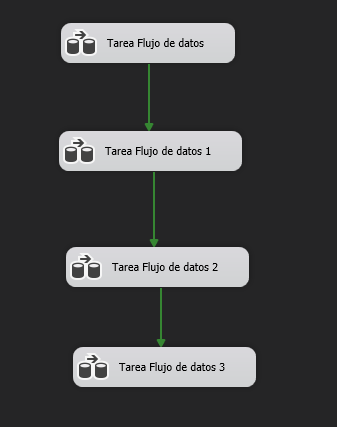 Tarea Flujo de datos
Tarea Flujo de datos 1
Tarea Flujo de datos 2
Tarea Flujo de datos 3